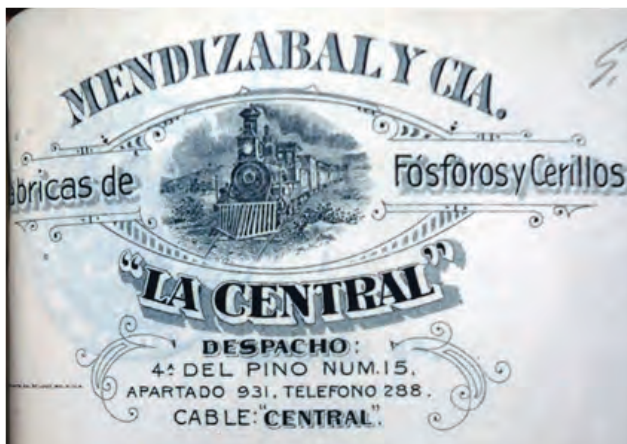 MENDIZABAL Y CIA.
ábricas de Fósforos y Cerillos
"LA CENTRAL"
DESPACHO:
4ª DEL PINO NUM.15.
APARTADO 931. TELEFONO 288.
CABLE: "CENTRAL".